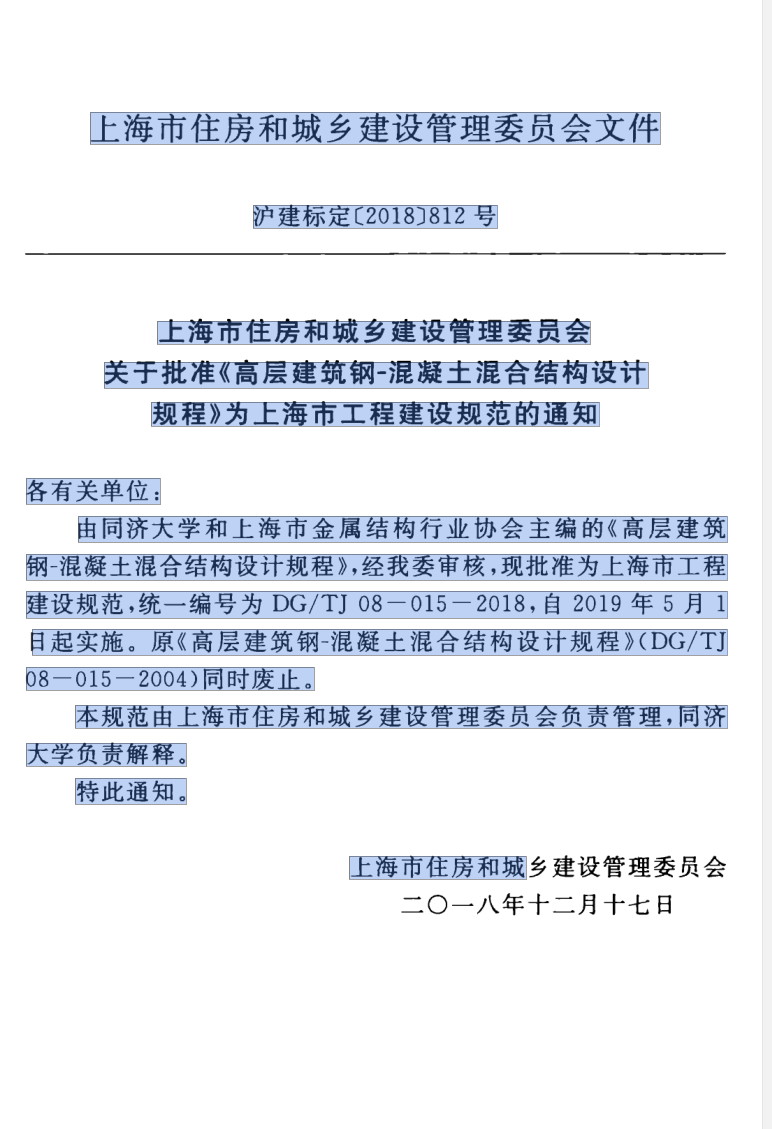 上海市住房和城乡建设管理委员会文件
沪建标定〔2018〕812 号
上海市住房和城乡建设管理委员会
关于批准《高层建筑钢-混凝土混合结构设计
规程》为上海市工程建设规范的通知
各有关单位：
由同济大学和上海市金属结构行业协会主编的《高层建筑
钢-混凝土混合结构设计规程》，经我委审核，现批准为上海市工程
建设规范，统一编号为 DG/TJ 08－015－2018，自 2019 年 5 月 1
日起实施。原《高层建筑钢-混凝土混合结构设计规程》（DG/TJ
08－015－2004）同时废止。
本规范由上海市住房和城乡建设管理委员会负责管理，同济
大学负责解释。
特此通知。
上海市住房和城乡建设管理委员会
二〇一八年十二月十七日